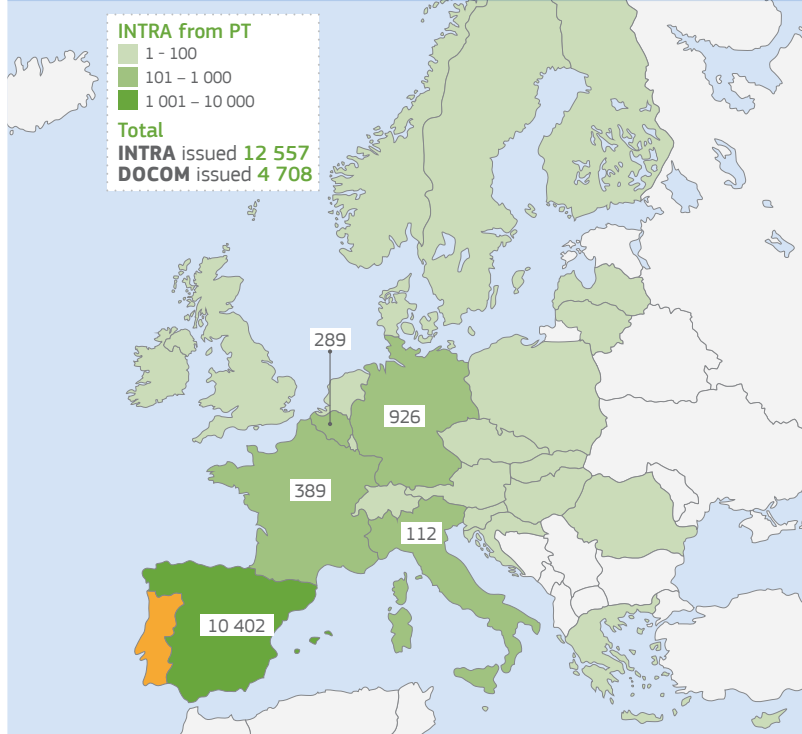 INTRA from PT
1 - 100
101 – 1 000
1 001 – 10 000
Total
INTRA issued 12 557
DOCOM issued 4 708
289
926
389
112
10 402